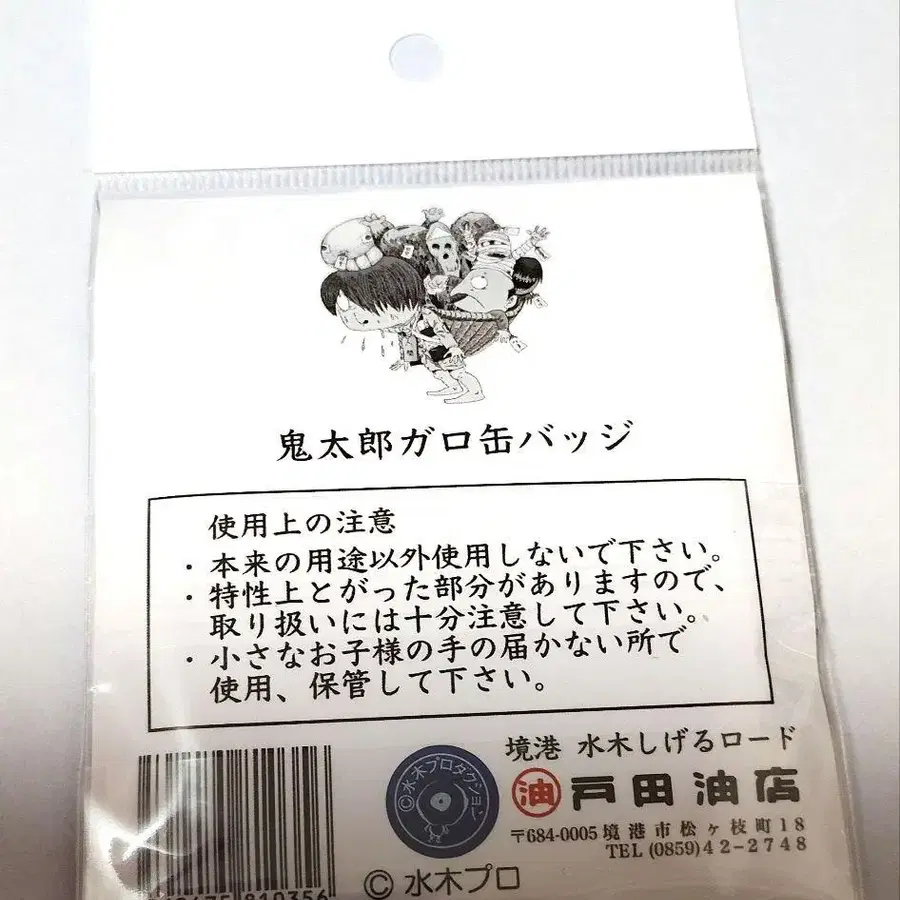 鬼太郎ガロ缶バッジ
使用上の注意
・本来の用途以外使用しないで下さい。
・特性上とがった部分がありますので、
取り扱いには十分注意して下さい。
・小さなお子様の手の届かない所で
使用、保管して下さい。
境港 水木しげるロード
油 戸田油店
〒684-0005 境港市松ヶ枝町18
TEL (0859)42-2748
©水木プロダクション
810356
© 水木プロ